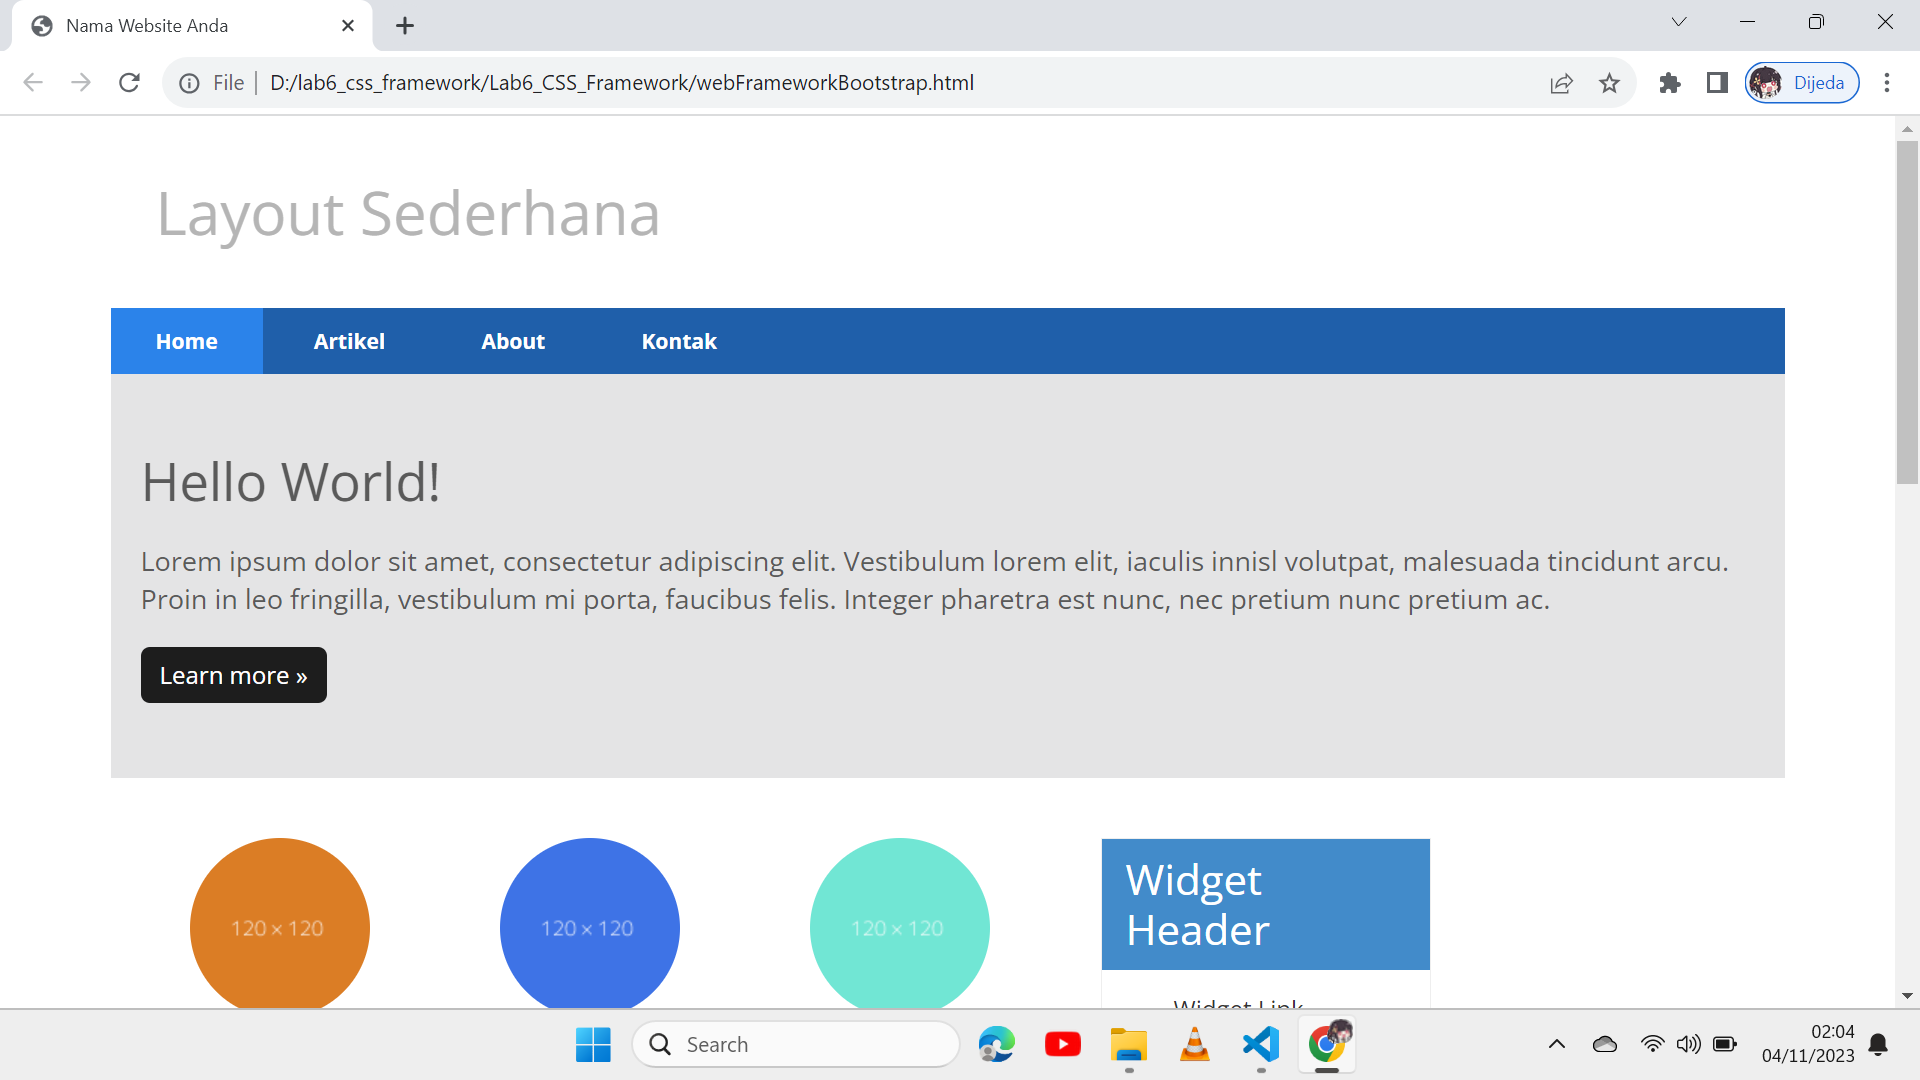 Nama Website Anda
File
D:/lab6_css_framework/Lab6_CSS_Framework/webFrameworkBootstrap.html
Dijeda
Layout Sederhana
Home
Artikel
About
Kontak
Hello World!
Lorem ipsum dolor sit amet, consectetur adipiscing elit. Vestibulum lorem elit, iaculis innisl volutpat, malesuada tincidunt arcu.
Proin in leo fringilla, vestibulum mi porta, faucibus felis. Integer pharetra est nunc, nec pretium nunc pretium ac.
Learn more »
120 × 120
120 × 120
120 × 120
Widget
Header
Widget Link
Search
02:04
04/11/2023